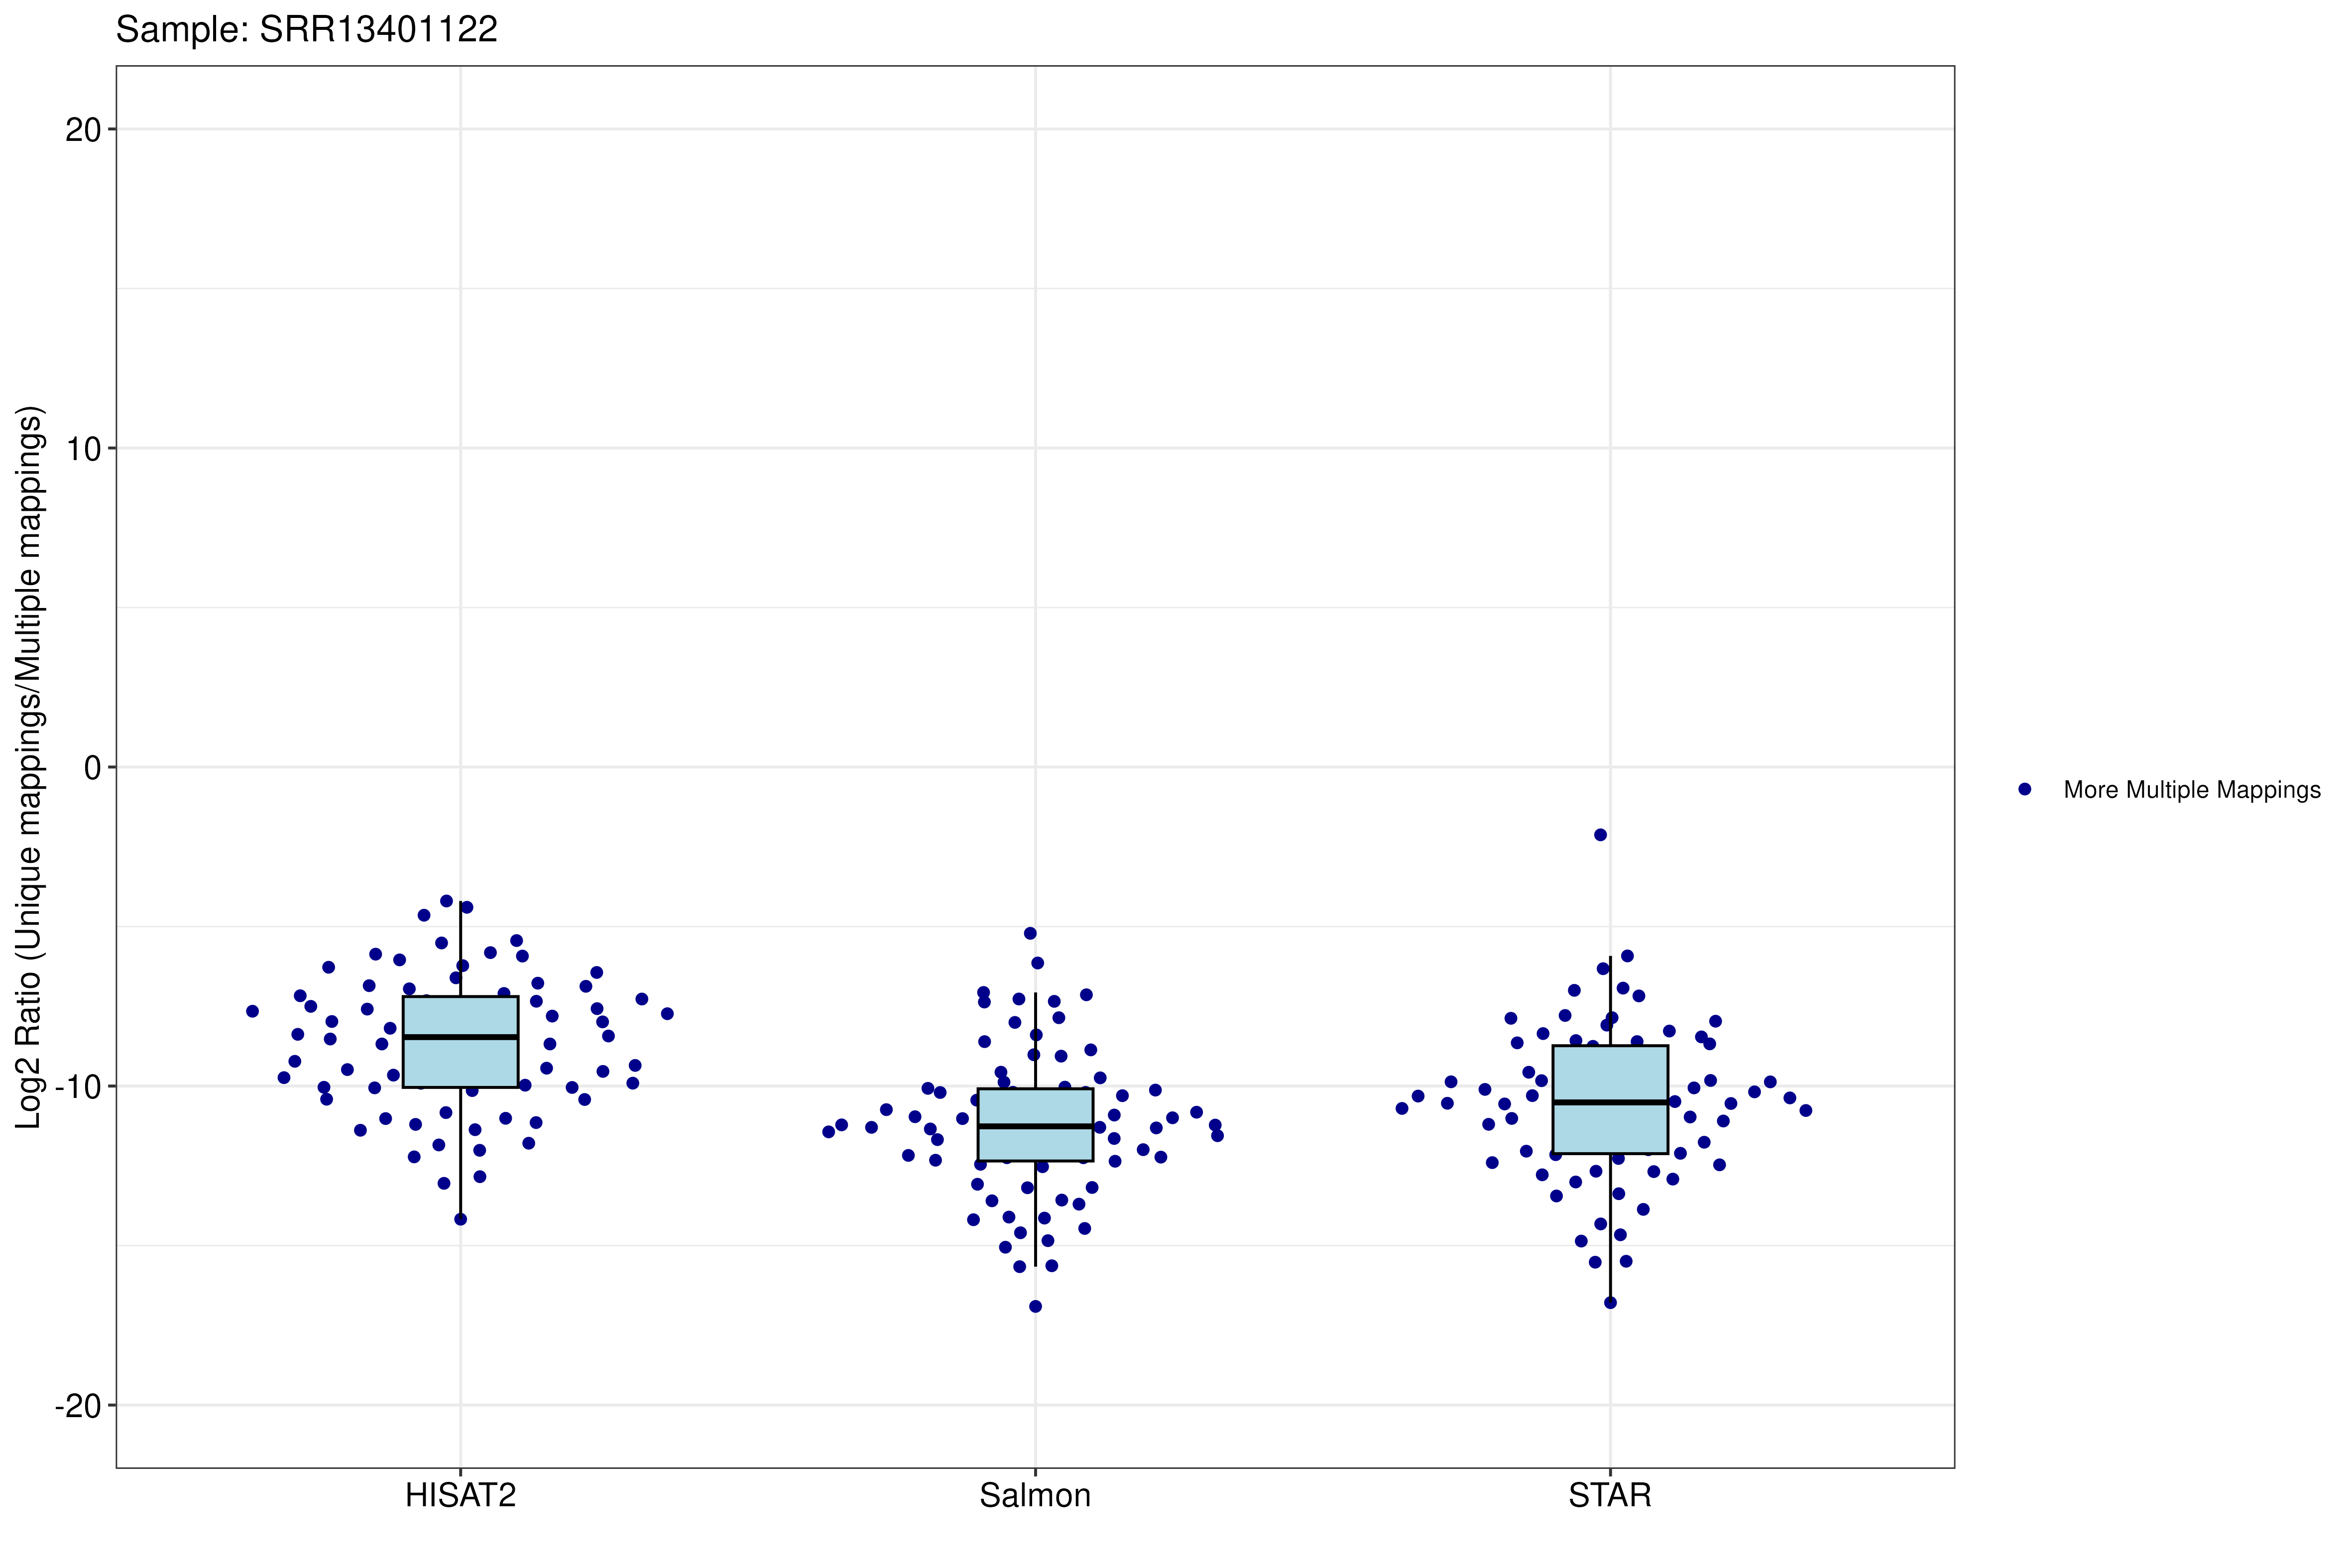 Sample: SRR13401122
Log2 Ratio (Unique mappings/Multiple mappings)
20
10
0
-10
-20
HISAT2
Salmon
STAR
More Multiple Mappings